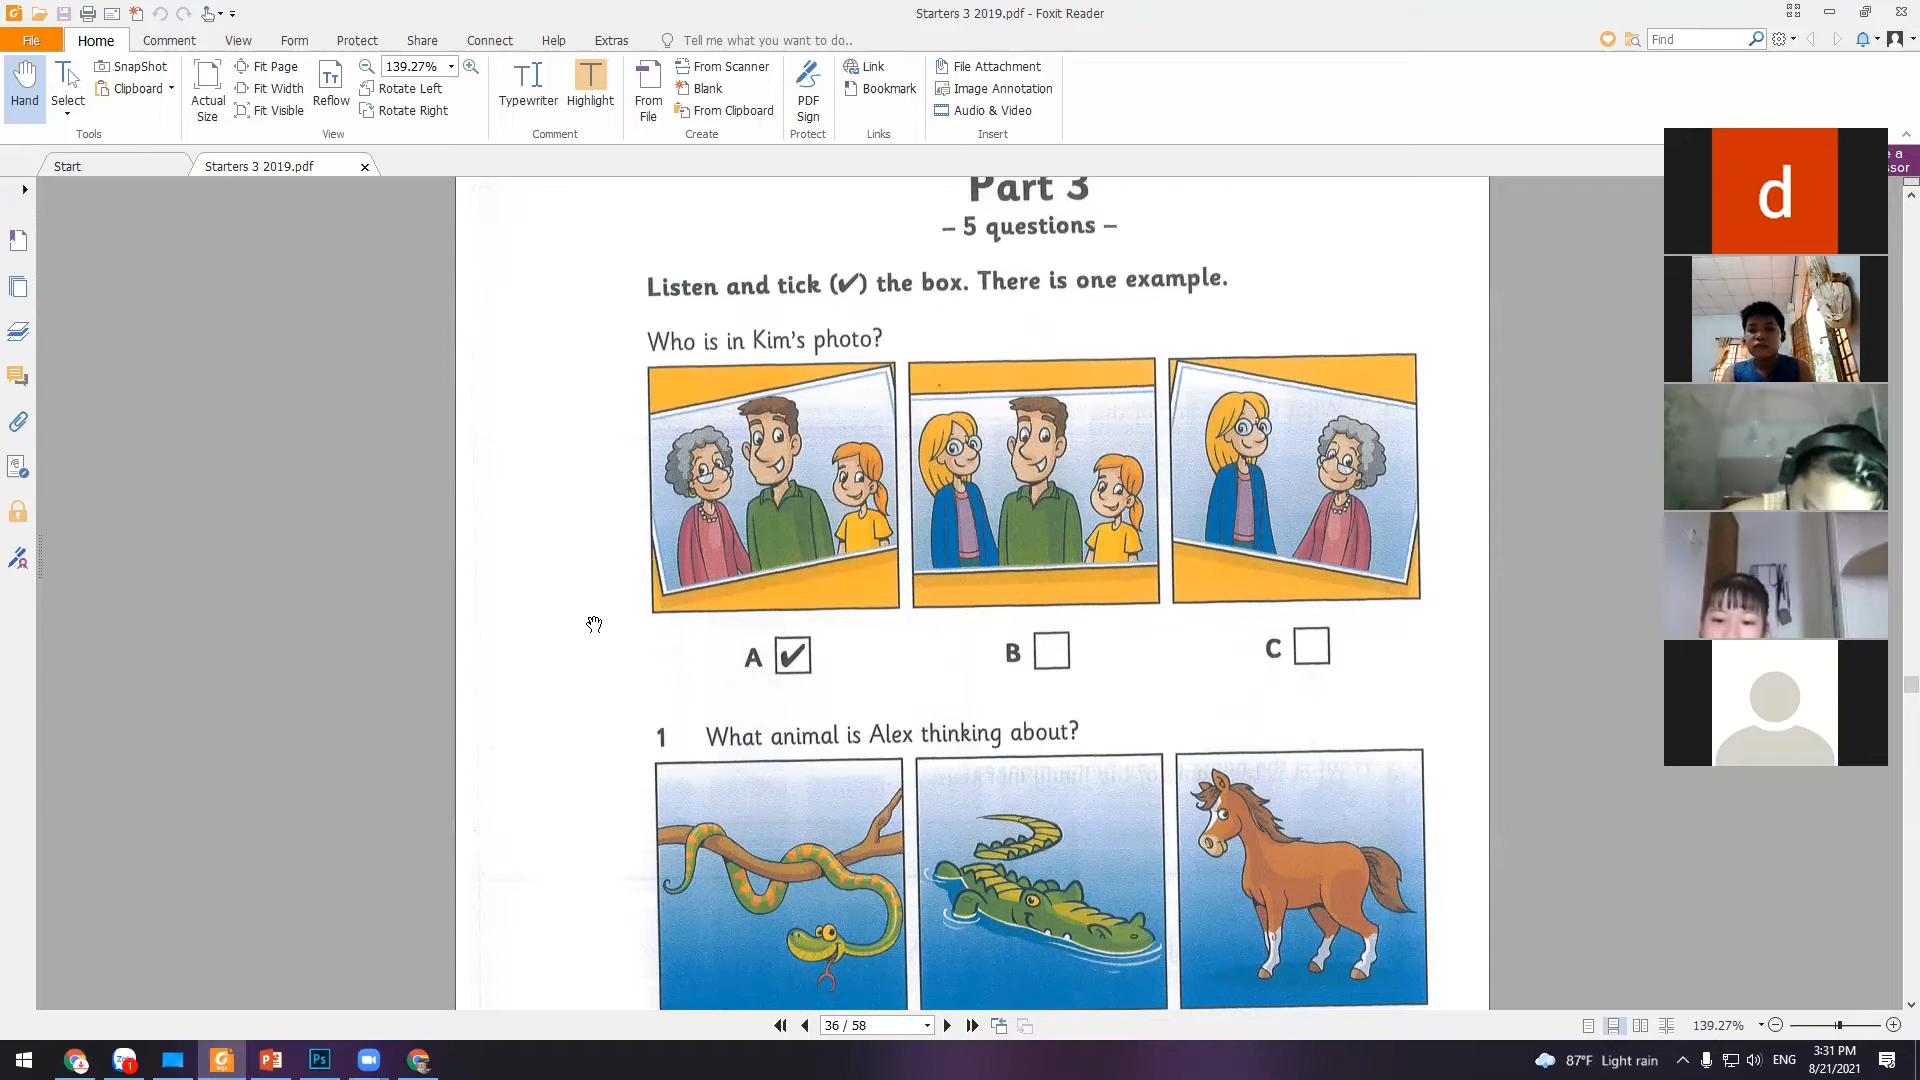 Starters 3 2019.pdf - Foxit Reader
File Home Comment View Form Protect Share Connect Help Extras Tell me what you want to do.. Find
Hand
Select
SnapShot
Clipboard
Tools
Actual Size
Fit Page
Fit Width
Fit Visible
Reflow
139.27%
Rotate Left
Rotate Right
View
Typewriter
Highlight
Comment
From File
From Scanner
Blank
From Clipboard
Create
PDF Sign
Protect
Link
Bookmark
Links
File Attachment
Image Annotation
Audio & Video
Insert
Start
Starters 3 2019.pdf
Part 3
– 5 questions –
Listen and tick (✔) the box. There is one example.
Who is in Kim's photo?
A ✔ B C
1 What animal is Alex thinking about?
d
36 / 58
139.27%
87°F Light rain
ENG
3:31 PM
8/21/2021